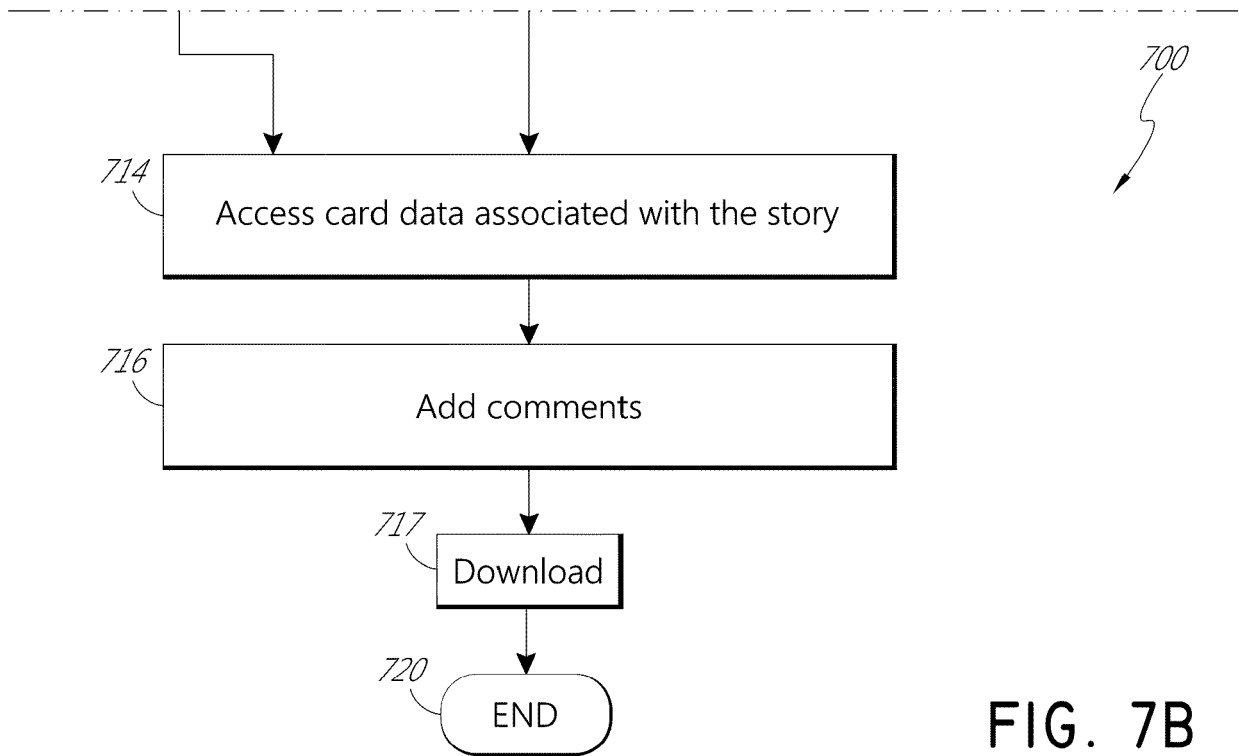 700
714
Access card data associated with the story
716
Add comments
717
Download
720
END
FIG. 7B